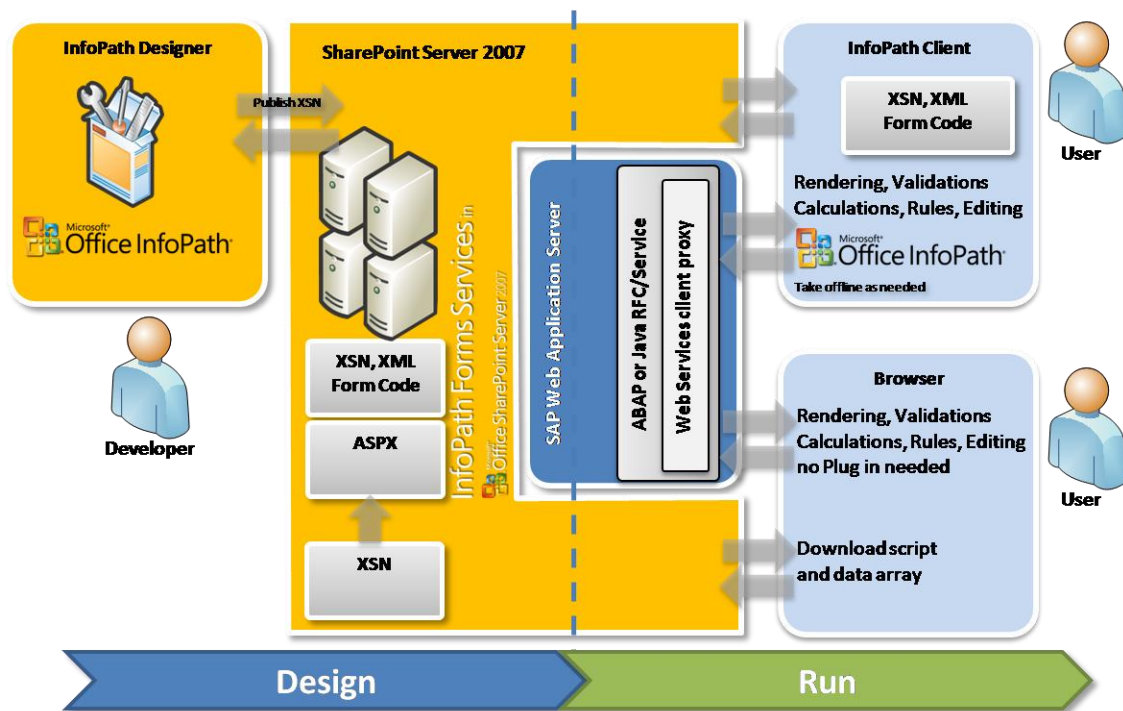 InfoPath Designer
Publish XSN
Microsoft®
Office InfoPath®
Developer
SharePoint Server 2007
XSN, XML
Form Code
ASPX
XSN
InfoPath Forms Services in
Microsoft®
Office SharePoint Server 2007
SAP Web Application Server
ABAP or Java RFC/Service
Web Services client proxy
InfoPath Client
XSN, XML
Form Code
Rendering, Validations
Calculations, Rules, Editing
Microsoft®
Office InfoPath®
Take offline as needed
User
Browser
Rendering, Validations
Calculations, Rules, Editing
no Plug in needed
Download script
and data array
User
Design
Run